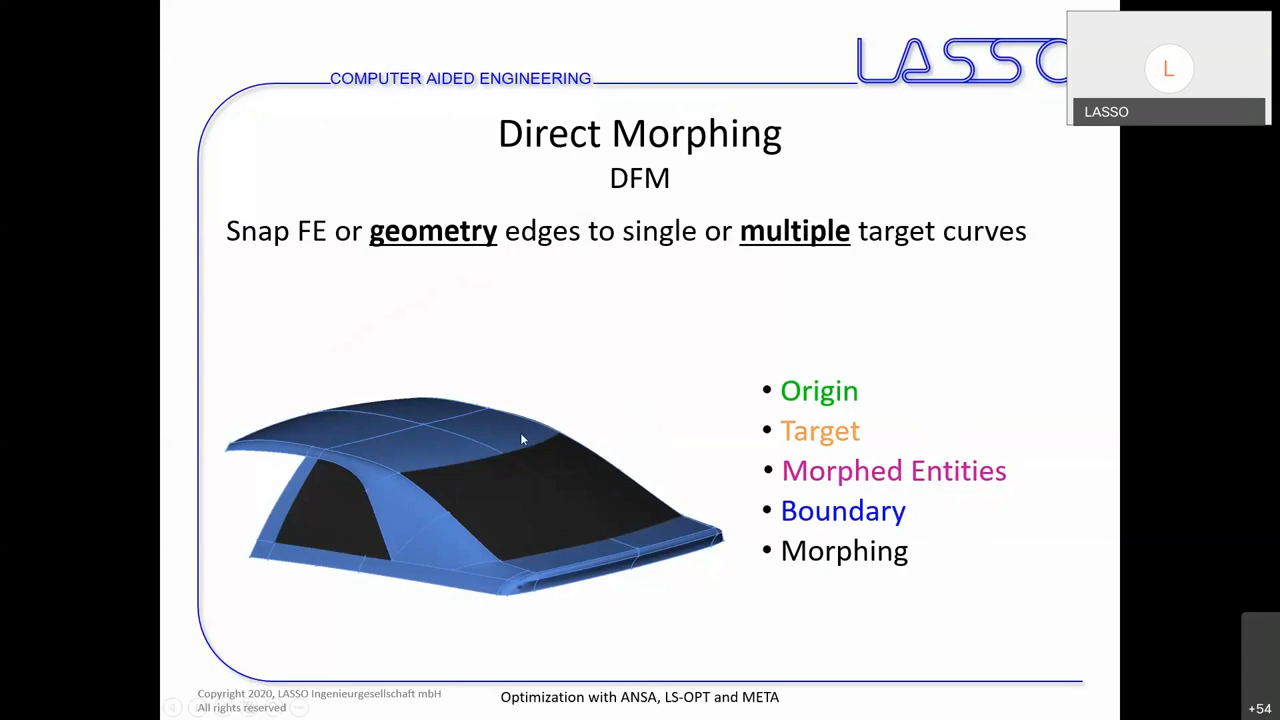 COMPUTER AIDED ENGINEERING
LASSO
L
LASSO
Direct Morphing
DFM
Snap FE or geometry edges to single or multiple target curves
• Origin
• Target
• Morphed Entities
• Boundary
• Morphing
Copyright 2020, LASSO Ingenieurgesellschaft mbH
All rights reserved
Optimization with ANSA, LS-OPT and META
+54